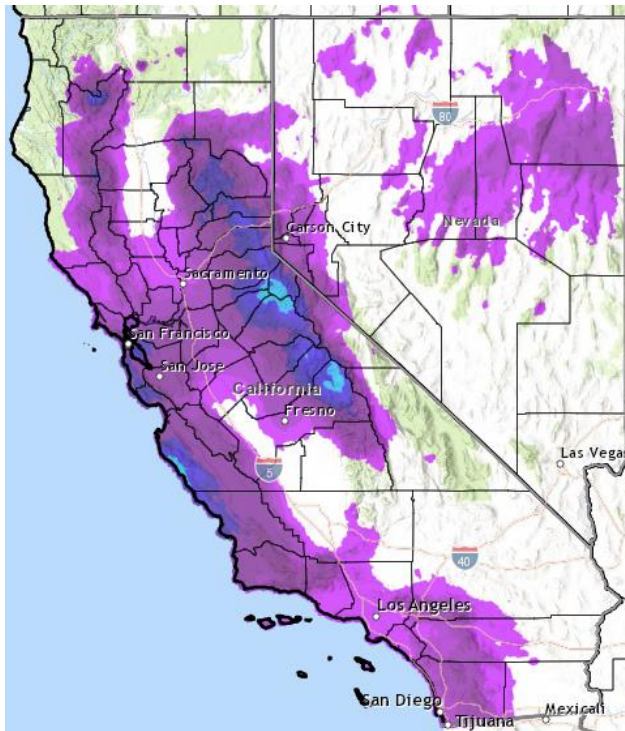 80
Nevada
Carson City
Sacramento
San Francisco
San Jose
California
Fresno
Las Vegas
5
40
Los Angeles
San Diego
Mexicali
Tijuana